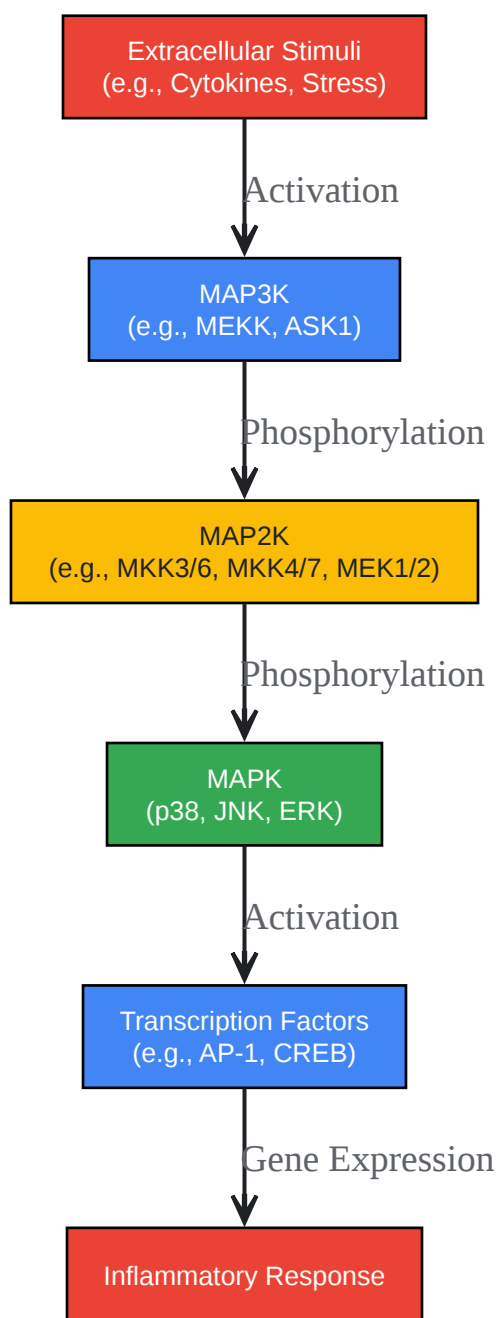 Extracellular Stimuli
(e.g., Cytokines, Stress)
Activation
MAP3K
(e.g., MEKK, ASK1)
Phosphorylation
MAP2K
(e.g., MKK3/6, MKK4/7, MEK1/2)
Phosphorylation
MAPK
(p38, JNK, ERK)
Activation
Transcription Factors
(e.g., AP-1, CREB)
Gene Expression
Inflammatory Response